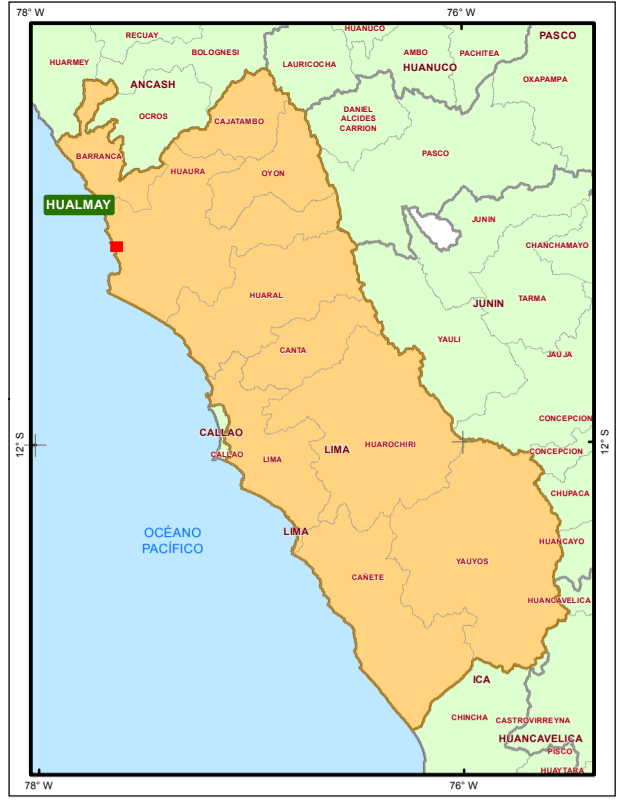 78° W
76° W
HUANUCO
RECUAY
PASCO
BOLOGNESI
AMBO
PACHITEA
HUARMEY
LAURICOCHA
HUANUCO
OXAPAMPA
ANCASH
OCROS
DANIEL
ALCIDES
CARRION
CAJATAMBO
PASCO
BARRANCA
HUAURA
OYON
HUALMAY
JUNIN
CHANCHAMAYO
HUARAL
TARMA
JUNIN
YAULI
CANTA
JAUJA
CONCEPCION
CALLAO
12° S
12° S
LIMA
HUAROCHIRI
CONCEPCION
CALLAO
LIMA
CHUPACA
OCÉANO
PACÍFICO
LIMA
HUANCAYO
YAUYOS
CAÑETE
HUANCAVELICA
ICA
CHINCHA
CASTROVIRREYNA
HUANCAVELICA
PISCO
HUAYTARA
78° W
76° W